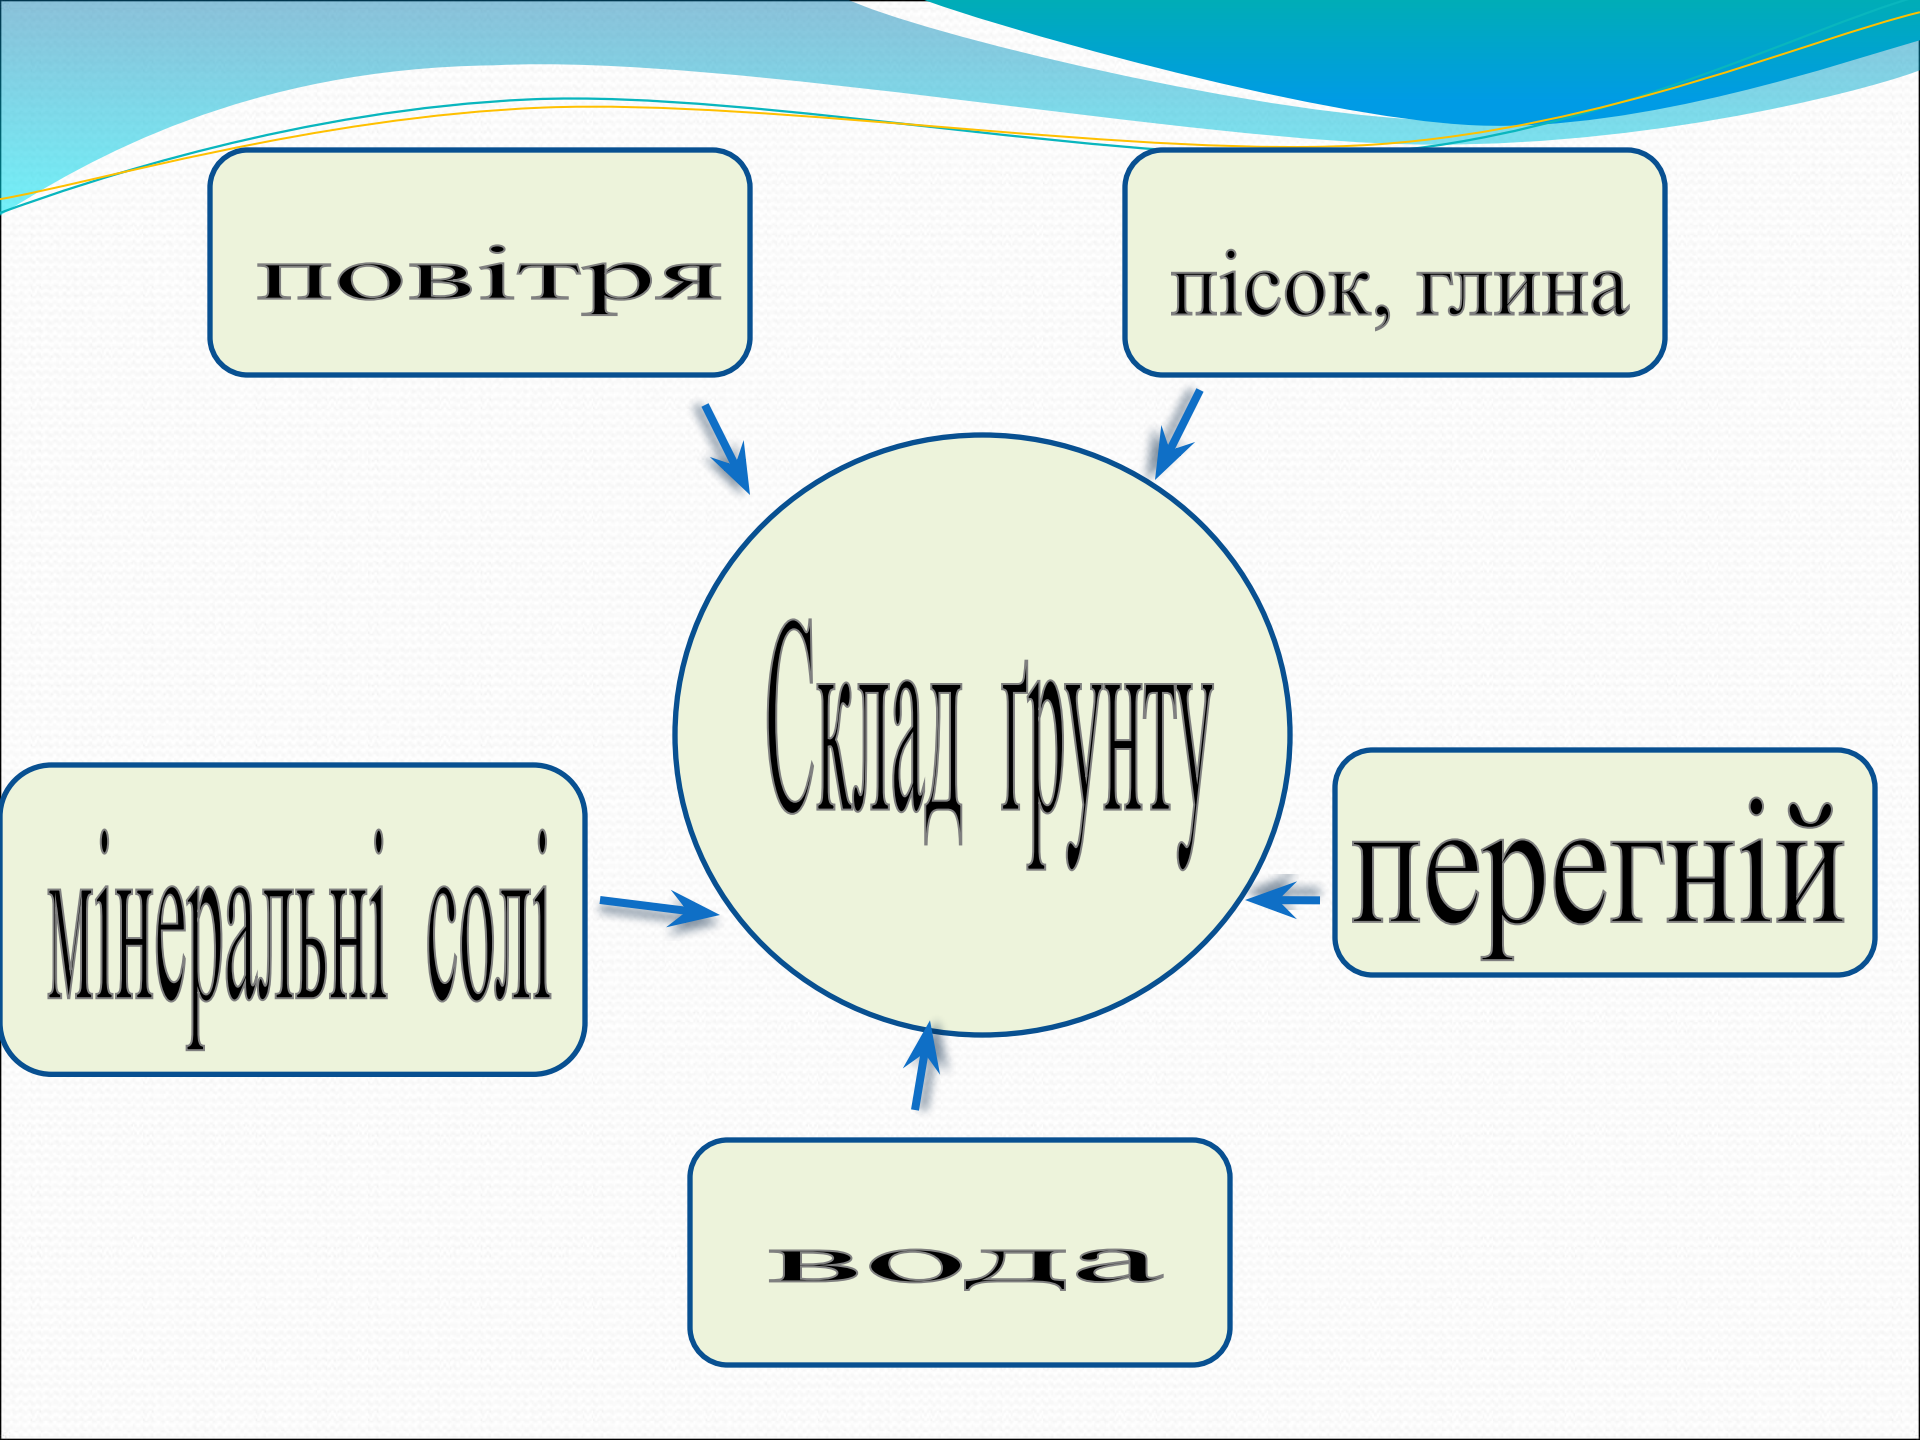 повітря
пісок, глина
Склад ґрунту
мінеральні солі
перегній
вода